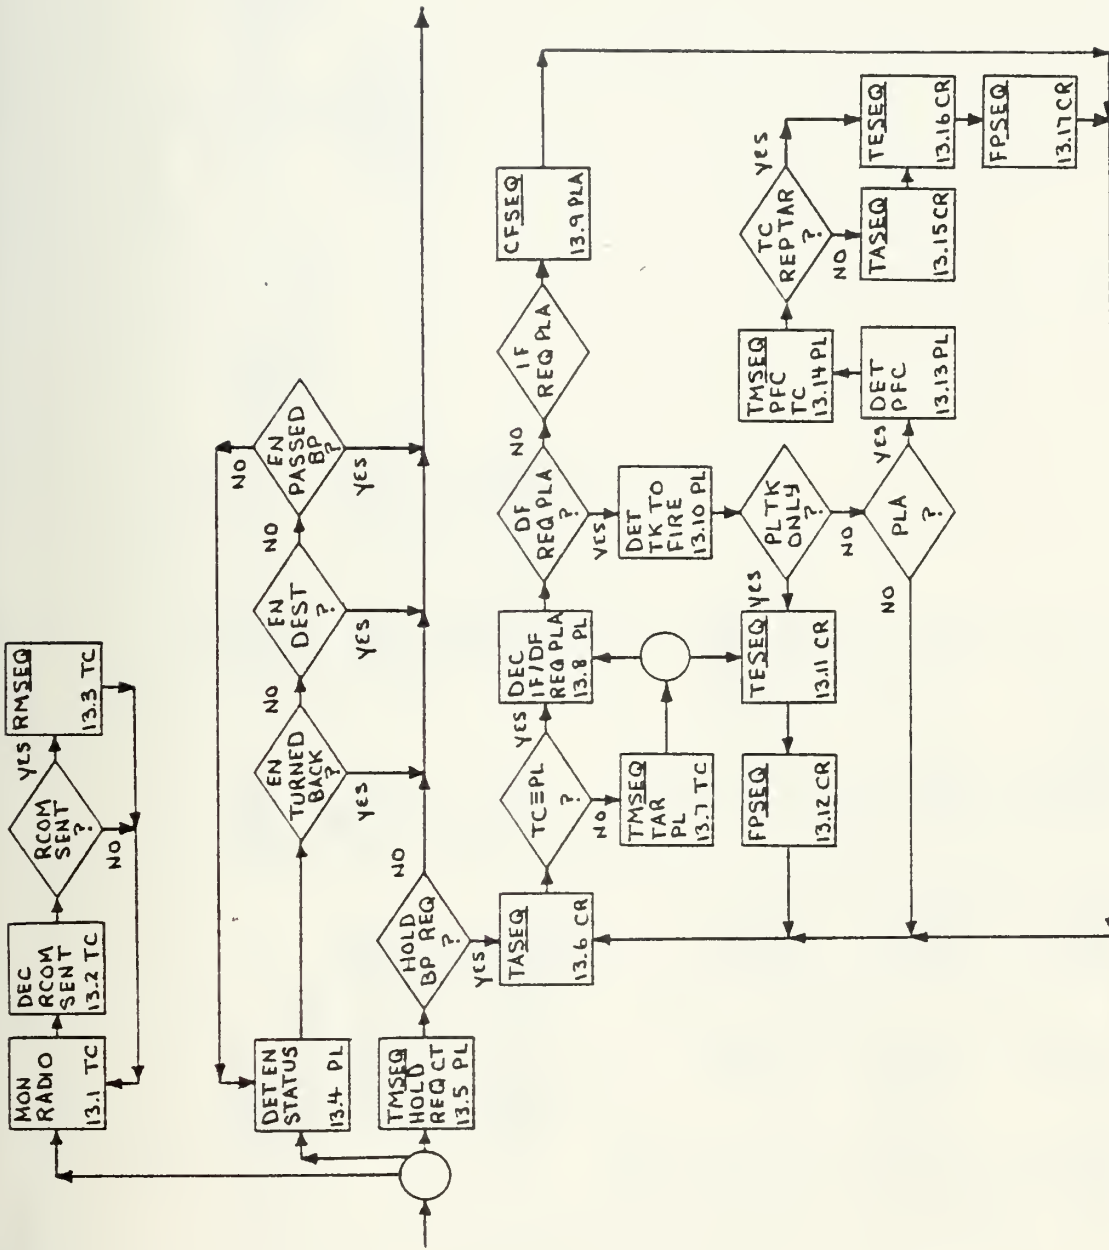 MON
RADIO
13.1 TC
DEC
RCOM
SENT
13.2 TC
RCOM
SENT
?
YES
NO
RMSEQ
13.3 TC
DET EN
STATUS
13.4 PL
EN
TURNED
BACK
?
NO
YES
EN
DEST
?
NO
YES
EN
PASSED
BP
?
NO
YES
TMSEQ
HOLD
REQ CT
13.5 PL
HOLD
BP REQ
?
NO
YES
TASEQ
13.6 CR
TC≡PL
?
YES
NO
TMSEQ
TAR
PL
13.7 TC
DEC
IF/DF
REQ PLA
13.8 PL
DF
REQ PLA
?
NO
YES
IF
REQ PLA
CFSEQ
13.9 PLA
DET
TK TO
FIRE
13.10 PL
PL TK
ONLY
?
YES
NO
TESEQ
13.11 CR
FPSEQ
13.12 CR
PLA
?
YES
NO
DET
PFC
13.13 PL
TMSEQ
PFC
TC
13.14 PL
TC
REP TAR
?
YES
NO
TASEQ
13.15 CR
TESEQ
13.16 CR
FPSEQ
13.17 CR